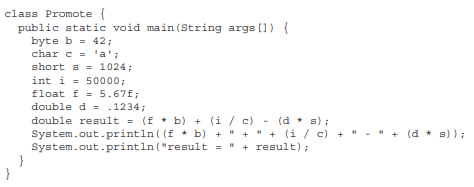 class Promote {
  public static void main(String args[]) {
    byte b = 42;
    char c = 'a';
    short s = 1024;
    int i = 50000;
    float f = 5.67f;
    double d = .1234;
    double result = (f * b) + (i / c) - (d * s);
    System.out.println((f * b) + " + " + (i / c) + " - " + (d * s));
    System.out.println("result = " + result);
  }
}